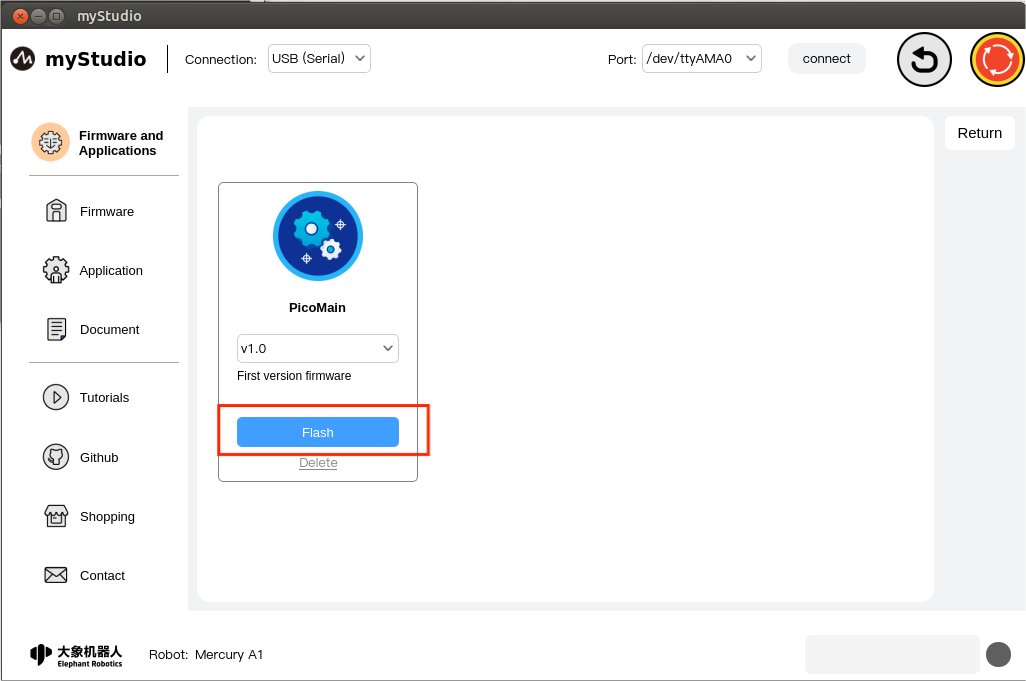 myStudio
myStudio
Connection:
USB (Serial)
Port:
/dev/ttyAMA0
connect
Firmware and
Applications
Firmware
Application
Document
Tutorials
Github
Shopping
Contact
Return
PicoMain
v1.0
First version firmware
Flash
Delete
大象机器人
Elephant Robotics
Robot: Mercury A1